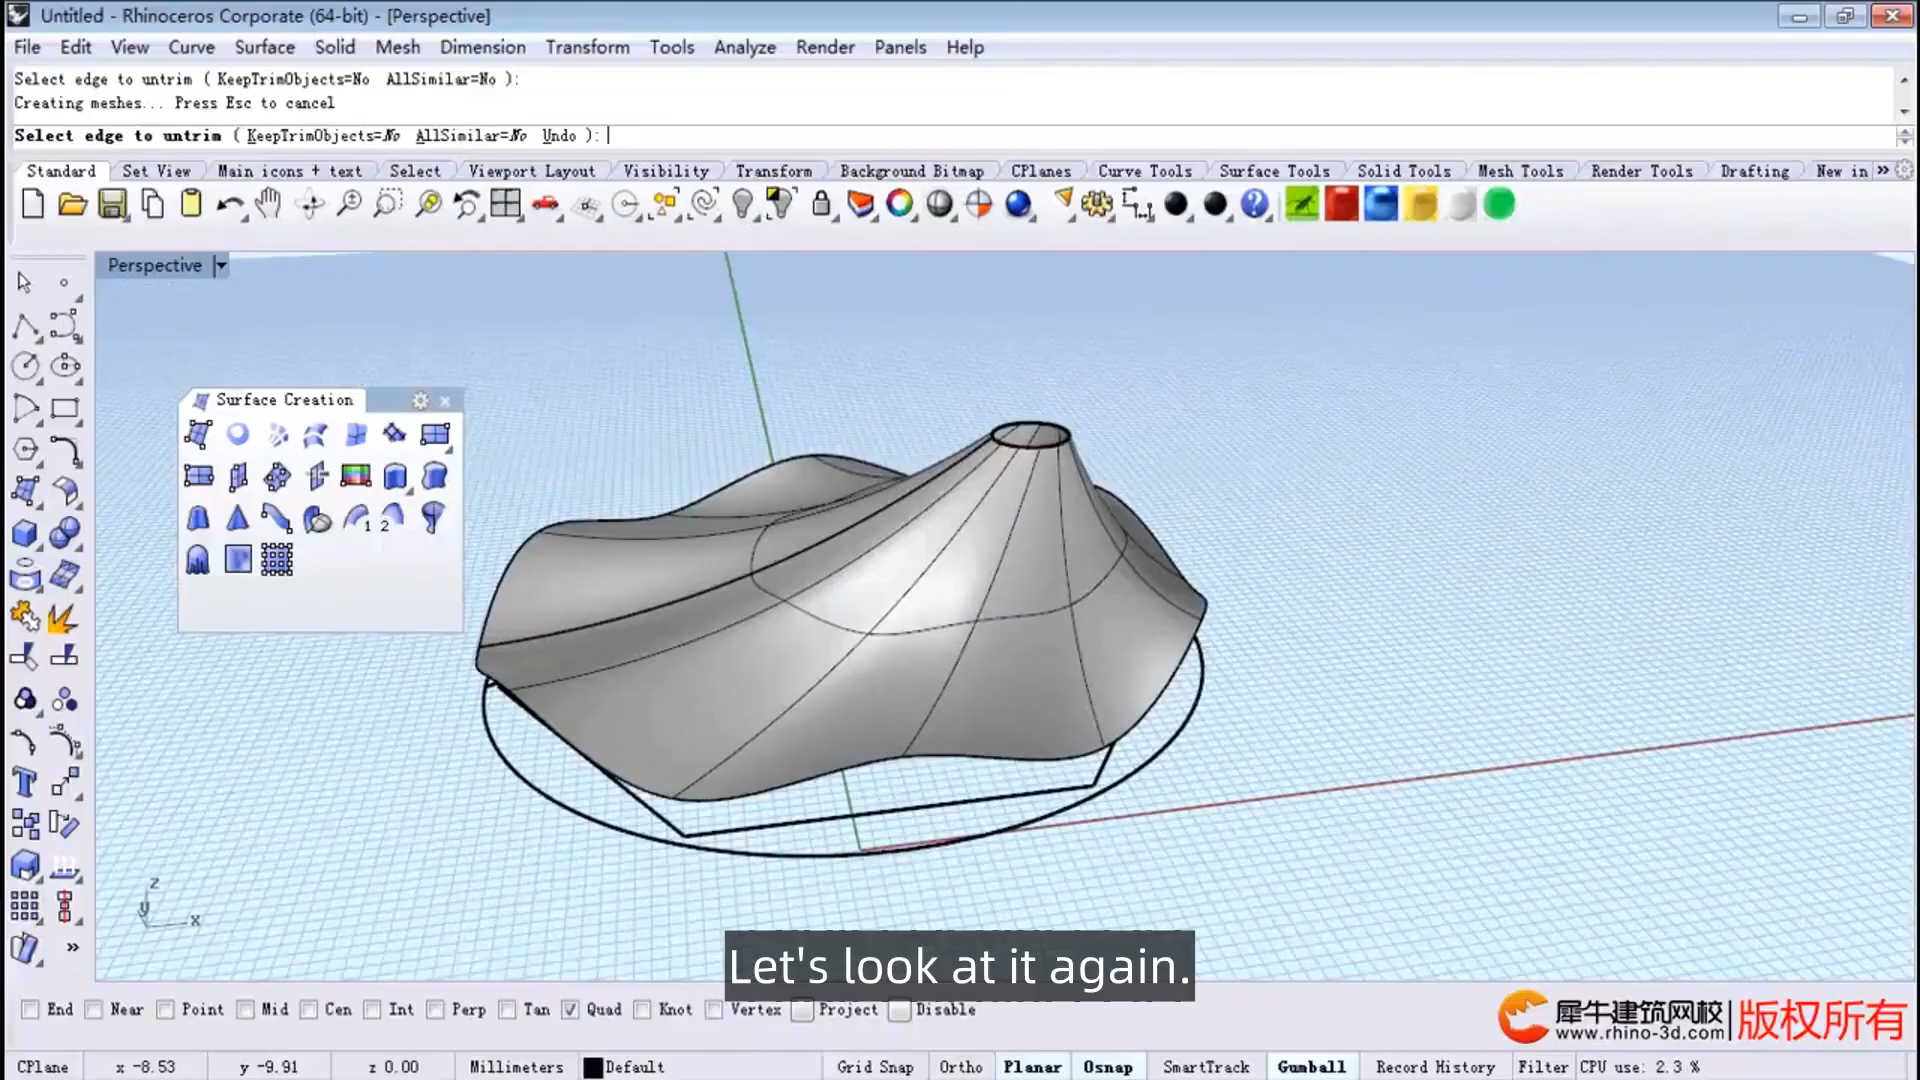 Untitled - Rhinoceros Corporate (64-bit) - [Perspective]
File Edit View Curve Surface Solid Mesh Dimension Transform Tools Analyze Render Panels Help
Select edge to untrim ( KeepTrimObjects=No AllSimilar=No ):
Creating meshes... Press Esc to cancel
Select edge to untrim ( KeepTrimObjects=No AllSimilar=No Undo ):
Standard Set View Main icons + text Select Viewport Layout Visibility Transform Background Bitmap CPlanes Curve Tools Surface Tools Solid Tools Mesh Tools Render Tools Drafting New in »
Perspective
Surface Creation
1 2
z
y x
Let's look at it again.
End Near Point Mid Cen Int Perp Tan Quad Knot Vertex Project Disable
犀牛建筑网校
www.rhino-3d.com
版权所有
CPlane x -8.53 y -9.91 z 0.00 Millimeters Default Grid Snap Ortho Planar Osnap SmartTrack Gumball Record History Filter CPU use: 2.3 %